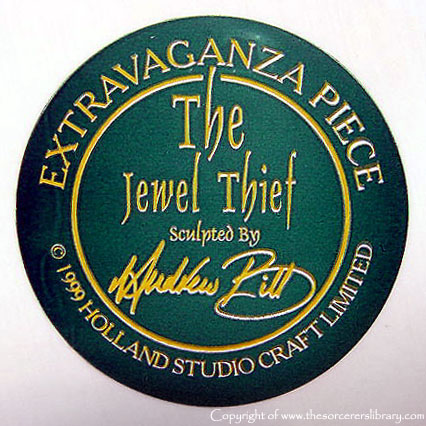 EXTRAVAGANZA PIECE
The
Jewel Thief
Sculpted By
Andrew Bill
© 1999 HOLLAND STUDIO CRAFT LIMITED
Copyright of www.thesorcererslibrary.com